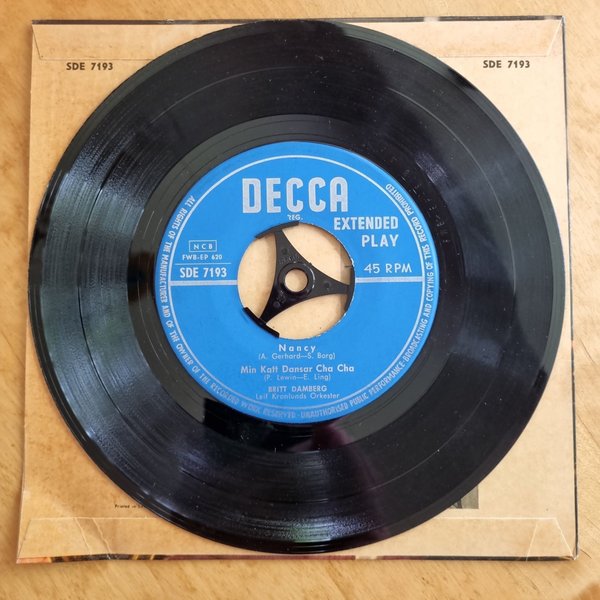 SDE 7193
SDE 7193
DECCA
REG.
EXTENDED
PLAY
NCB
FWB-EP 620
SDE 7193
45 RPM
Nancy
(A. Gerhard—S. Borg)
Min Katt Dansar Cha Cha
(P. Lewin—E. Ling)
BRITT DAMBERG
Leif Kronlunds Orkester
ALL RIGHTS OF THE MANUFACTURER AND OF THE OWNER OF THE RECORDED WORK RESERVED · UNAUTHORISED PUBLIC PERFORMANCE · BROADCASTING AND COPYING OF THIS RECORD PROHIBITED
Printed in